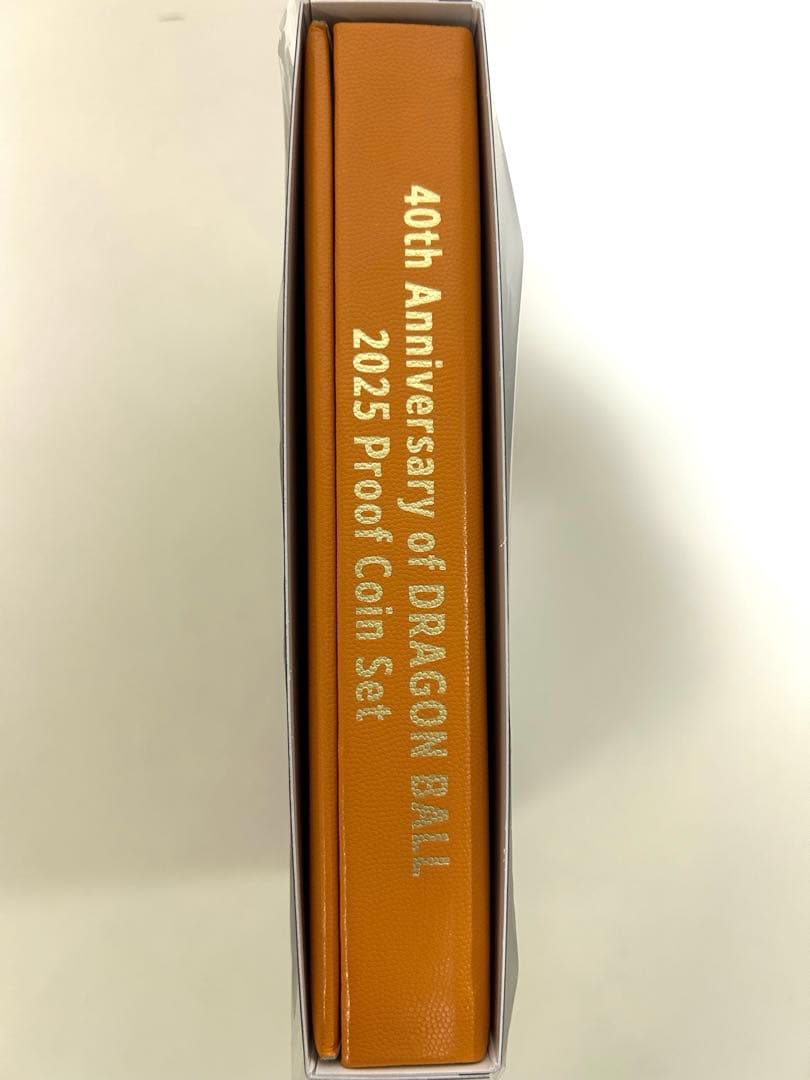 40th Anniversary of DRAGON BALL
2025 Proof Coin Set